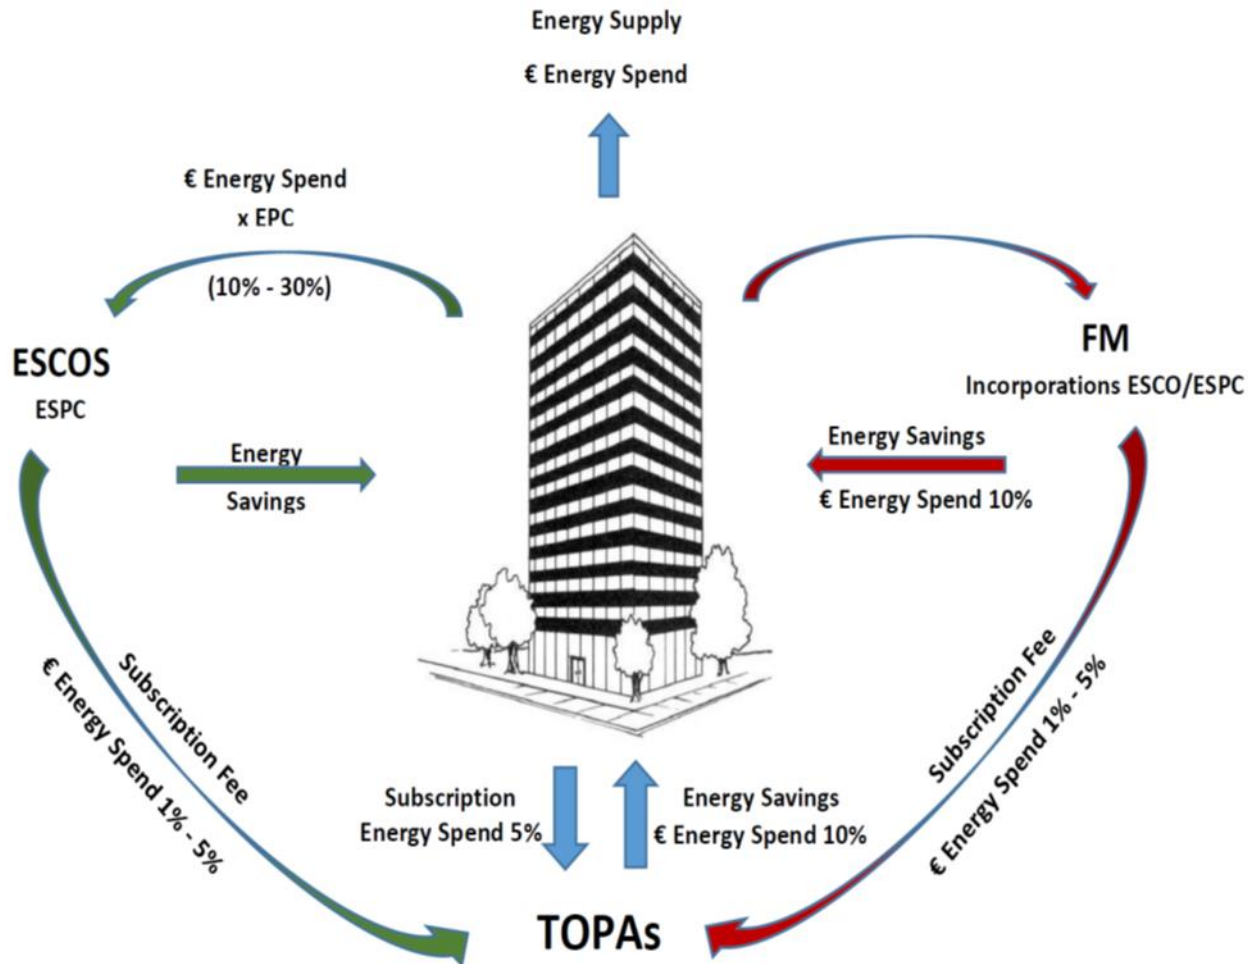 Energy Supply
€ Energy Spend
€ Energy Spend
x EPC
(10% - 30%)
ESCOS
ESPC
FM
Incorporations ESCO/ESPC
Energy
Savings
Energy Savings
€ Energy Spend 10%
Subscription Fee
€ Energy Spend 1% - 5%
Subscription Fee
€ Energy Spend 1% - 5%
Subscription
Energy Spend 5%
Energy Savings
€ Energy Spend 10%
TOPAs